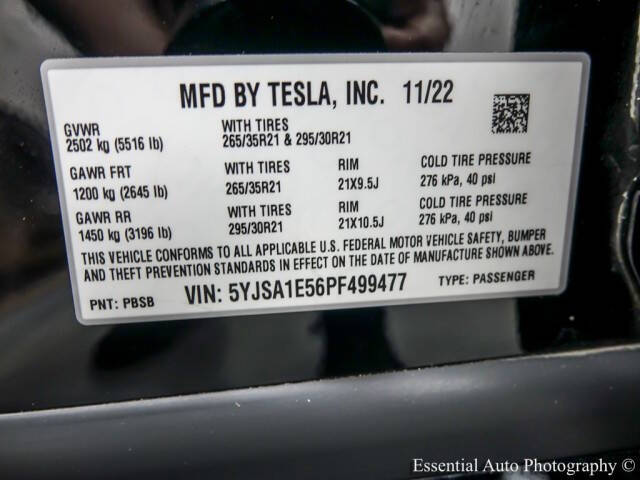 MFD BY TESLA, INC. 11/22
GVWR
2502 kg (5516 lb)
WITH TIRES
265/35R21 & 295/30R21
GAWR FRT
1200 kg (2645 lb)
WITH TIRES
265/35R21
RIM
21X9.5J
COLD TIRE PRESSURE
276 kPa, 40 psi
GAWR RR
1450 kg (3196 lb)
WITH TIRES
295/30R21
RIM
21X10.5J
COLD TIRE PRESSURE
276 kPa, 40 psi
THIS VEHICLE CONFORMS TO ALL APPLICABLE U.S. FEDERAL MOTOR VEHICLE SAFETY, BUMPER
AND THEFT PREVENTION STANDARDS IN EFFECT ON THE DATE OF MANUFACTURE SHOWN ABOVE.
PNT: PBSB VIN: 5YJSA1E56PF499477 TYPE: PASSENGER
Essential Auto Photography (c)